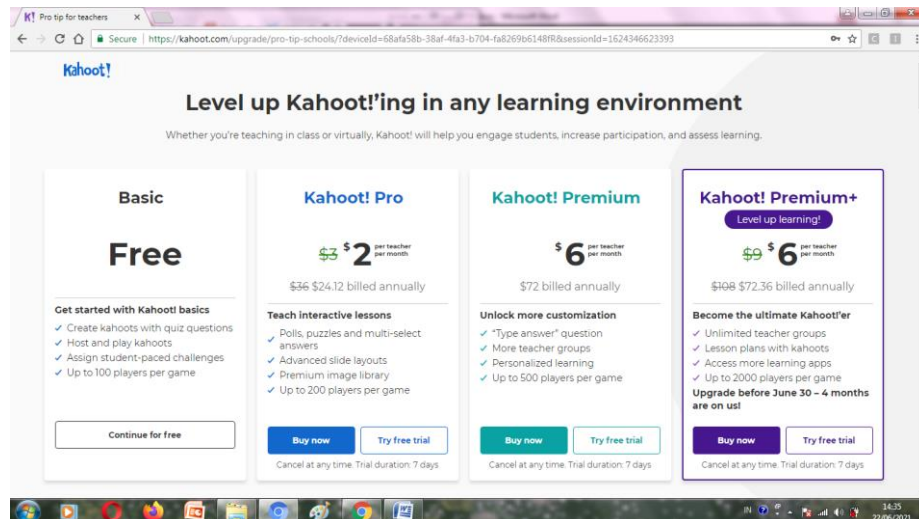 K! Pro tip for teachers
Secure | https://kahoot.com/upgrade/pro-tip-schools/?deviceId=68afa58b-38af-4fa3-b704-fa8269b6148fR&sessionId=1624346623393
Kahoot!
Level up Kahoot!'ing in any learning environment
Whether you're teaching in class or virtually, Kahoot! will help you engage students, increase participation, and assess learning.
Basic
Free
Get started with Kahoot! basics
Create kahoots with quiz questions
Host and play kahoots
Assign student-paced challenges
Up to 100 players per game
Continue for free
Kahoot! Pro
$3 $2 per teacher
per month
$36 $24.12 billed annually
Teach interactive lessons
Polls, puzzles and multi-select
answers
Advanced slide layouts
Premium image library
Up to 200 players per game
Buy now Try free trial
Cancel at any time. Trial duration: 7 days
Kahoot! Premium
$6 per teacher
per month
$72 billed annually
Unlock more customization
"Type answer" question
More teacher groups
Personalized learning
Up to 500 players per game
Buy now Try free trial
Cancel at any time. Trial duration: 7 days
Kahoot! Premium+
Level up learning!
$9 $6 per teacher
per month
$108 $72.36 billed annually
Become the ultimate Kahoot!'er
Unlimited teacher groups
Lesson plans with kahoots
Access more learning apps
Up to 2000 players per game
Upgrade before June 30 – 4 months
are on us!
Buy now Try free trial
Cancel at any time. Trial duration: 7 days
IN 14:35
22/06/2021